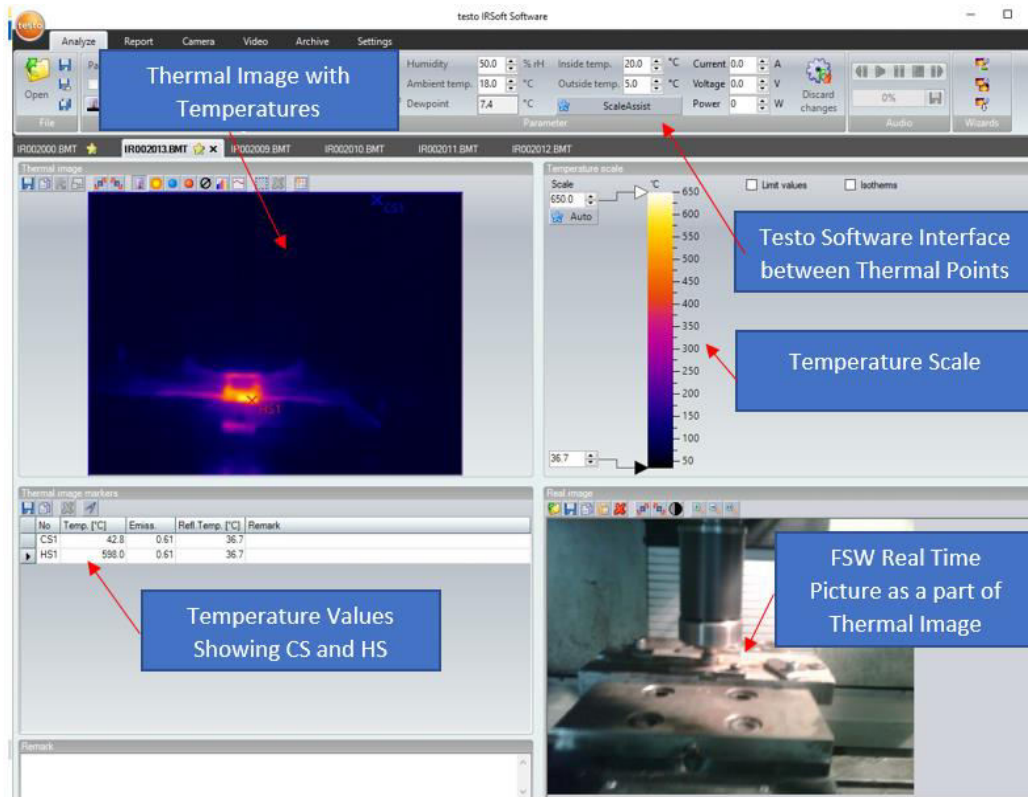 testo IRSoft Software
testo
Analyze Report Camera Video Archive Settings
Open
File
Thermal Image with
Temperatures
Humidity 50.0 % rH Inside temp. 20.0 °C Current 0.0 A
Ambient temp. 18.0 °C Outside temp. 5.0 °C Voltage 0.0 V
Dewpoint 7.4 °C ScaleAssist Power 0 W
Discard
changes
0%
Parameter Audio Wizards
IR002000.BMT IR002013.BMT IR002009.BMT IR002010.BMT IR002011.BMT IR002012.BMT
Thermal image
CS1
HS1
Temperature scale
Scale °C
650.0
Auto
Limit values Isotherms
650
600
550
500
450
400
350
300
250
200
150
100
50
36.7
Testo Software Interface
between Thermal Points
Temperature Scale
Thermal image markers
No Temp. [°C] Emiss. Refl.Temp. [°C] Remark
CS1 42.8 0.61 36.7
HS1 598.0 0.61 36.7
Temperature Values
Showing CS and HS
Real image
FSW Real Time
Picture as a part of
Thermal Image
Remark